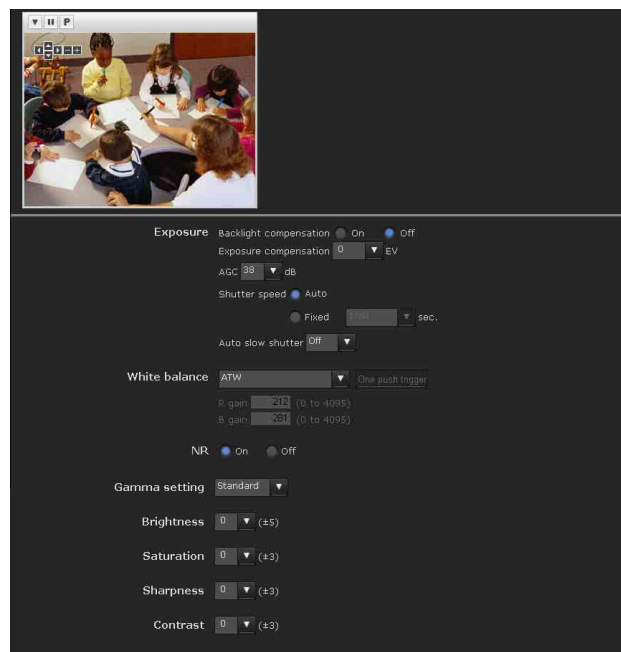 P
Exposure Backlight compensation On Off
Exposure compensation 0 EV
AGC 38 dB
Shutter speed Auto
Fixed sec.
Auto slow shutter Off
White balance ATW One push trigger
R gain 212 (0 to 4095)
B gain 281 (0 to 4095)
NR On Off
Gamma setting Standard
Brightness 0 (±5)
Saturation 0 (±3)
Sharpness 0 (±3)
Contrast 0 (±3)